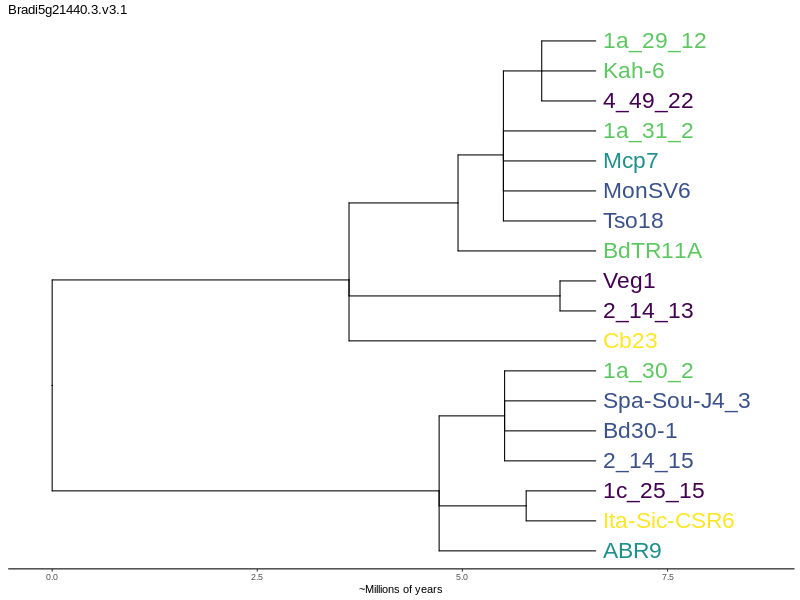 Bradi5g21440.3.v3.1
1a_29_12
Kah-6
4_49_22
1a_31_2
Mcp7
MonSV6
Tso18
BdTR11A
Veg1
2_14_13
Cb23
1a_30_2
Spa-Sou-J4_3
Bd30-1
2_14_15
1c_25_15
Ita-Sic-CSR6
ABR9
0.0 2.5 5.0 7.5
~Millions of years